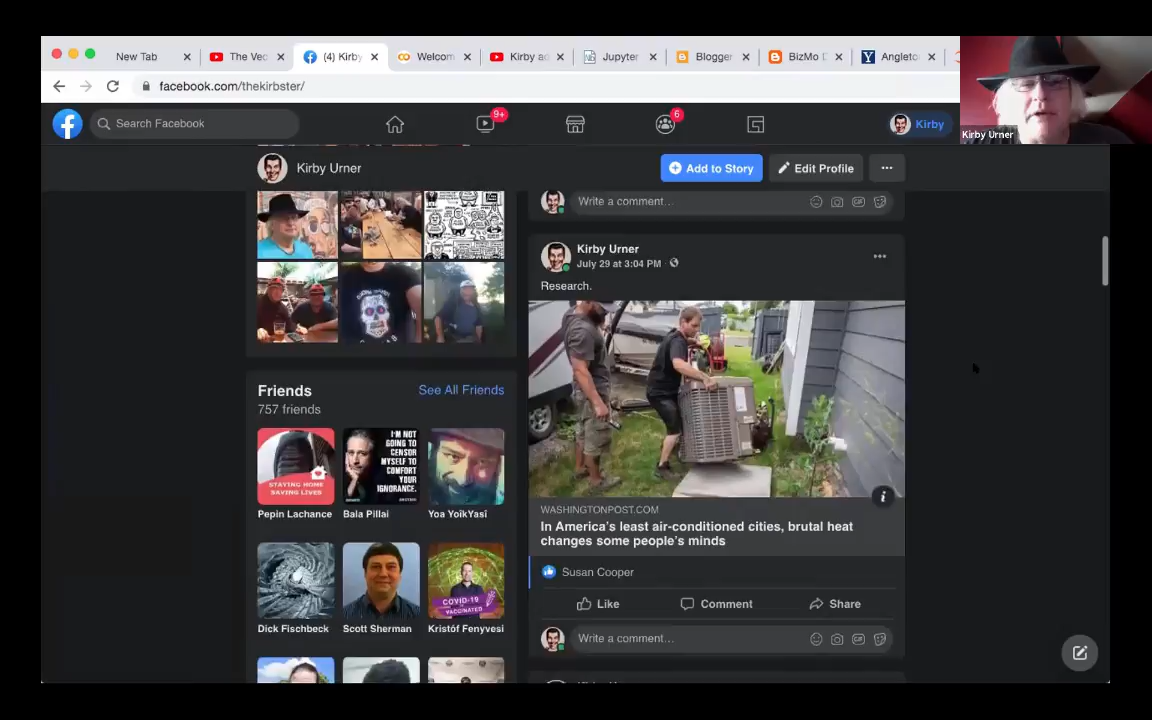 New Tab
The Vec
(4) Kirby
Welcom
Kirby ad
Jupyter
Blogger
BizMo D
Angleto
facebook.com/thekirbster/
Search Facebook
9+
6
Kirby
Kirby Urner
Kirby Urner
Add to Story
Edit Profile
Write a comment...
Kirby Urner
July 29 at 3:04 PM
Research.
WASHINGTONPOST.COM
In America's least air-conditioned cities, brutal heat
changes some people's minds
Susan Cooper
Like
Comment
Share
Write a comment...
Friends
See All Friends
757 friends
STAYING HOME
SAVING LIVES
I'M NOT
GOING TO
CENSOR
MYSELF TO
COMFORT
YOUR
IGNORANCE.
Pepin Lachance
Bala Pillai
Yoa YoîkYasî
COVID-19
VACCINATED
Dick Fischbeck
Scott Sherman
Kristóf Fenyvesi